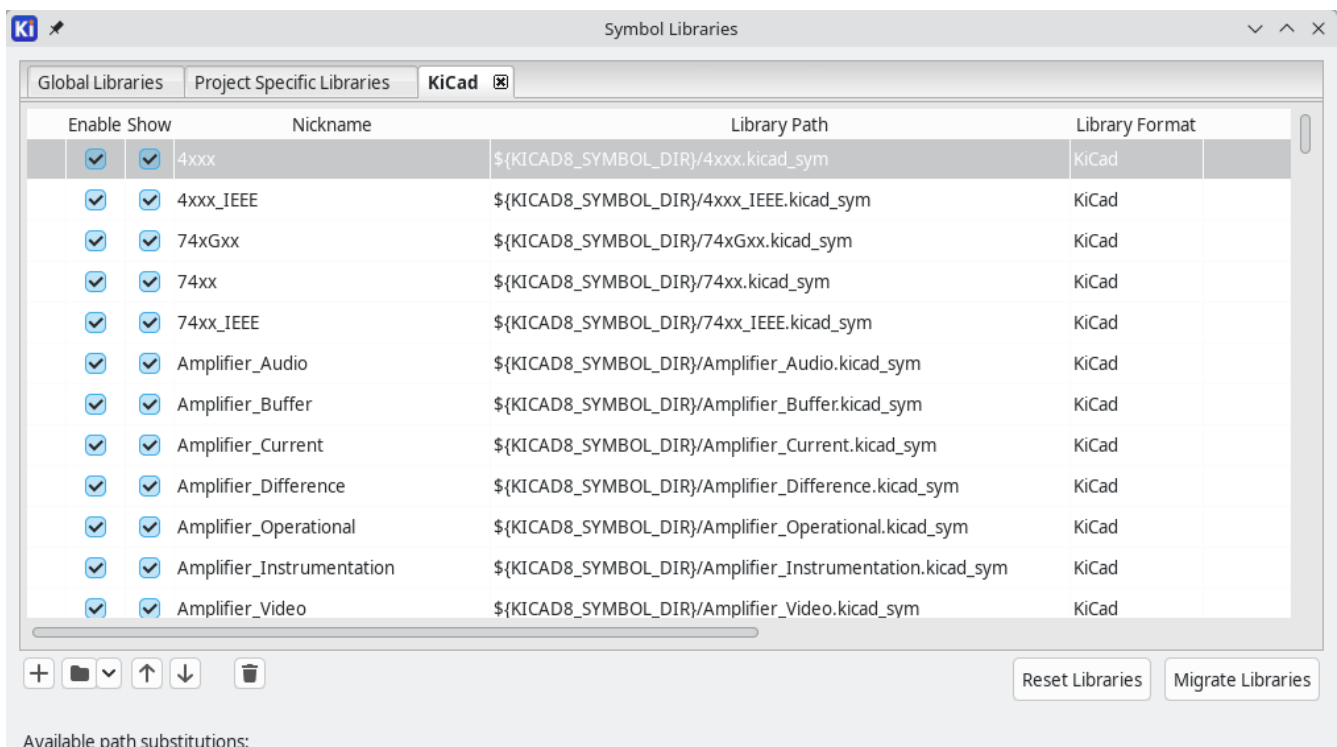 Ki Symbol Libraries
Global Libraries Project Specific Libraries KiCad
Enable Show Nickname Library Path Library Format
4xxx ${KICAD8_SYMBOL_DIR}/4xxx.kicad_sym KiCad
4xxx_IEEE ${KICAD8_SYMBOL_DIR}/4xxx_IEEE.kicad_sym KiCad
74xGxx ${KICAD8_SYMBOL_DIR}/74xGxx.kicad_sym KiCad
74xx ${KICAD8_SYMBOL_DIR}/74xx.kicad_sym KiCad
74xx_IEEE ${KICAD8_SYMBOL_DIR}/74xx_IEEE.kicad_sym KiCad
Amplifier_Audio ${KICAD8_SYMBOL_DIR}/Amplifier_Audio.kicad_sym KiCad
Amplifier_Buffer ${KICAD8_SYMBOL_DIR}/Amplifier_Buffer.kicad_sym KiCad
Amplifier_Current ${KICAD8_SYMBOL_DIR}/Amplifier_Current.kicad_sym KiCad
Amplifier_Difference ${KICAD8_SYMBOL_DIR}/Amplifier_Difference.kicad_sym KiCad
Amplifier_Operational ${KICAD8_SYMBOL_DIR}/Amplifier_Operational.kicad_sym KiCad
Amplifier_Instrumentation ${KICAD8_SYMBOL_DIR}/Amplifier_Instrumentation.kicad_sym KiCad
Amplifier_Video ${KICAD8_SYMBOL_DIR}/Amplifier_Video.kicad_sym KiCad
Reset Libraries Migrate Libraries
Available path substitutions: